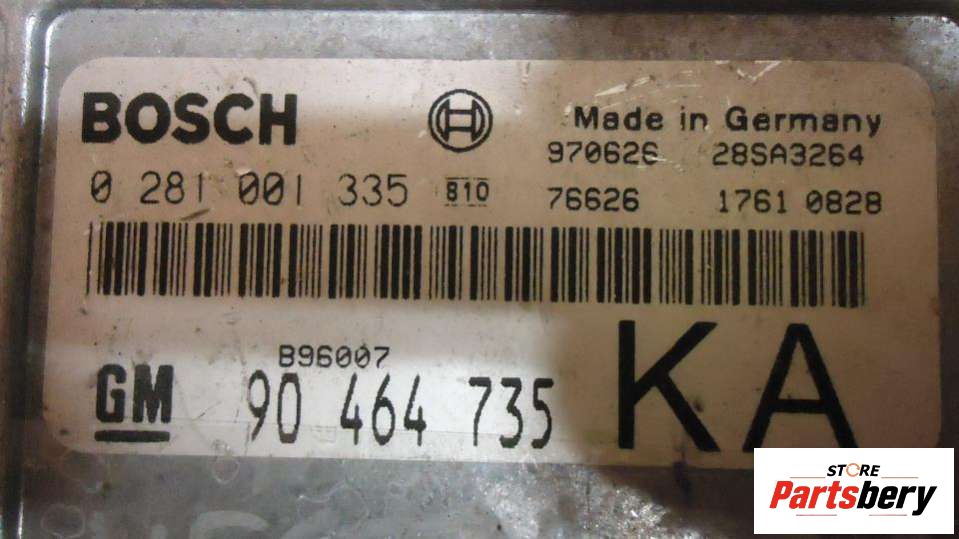 BOSCH
Made in Germany
970626 28SA3264
0 281 001 335 810 76626 1761 0828
B96007
GM 90 464 735 KA
STORE
Partsbery